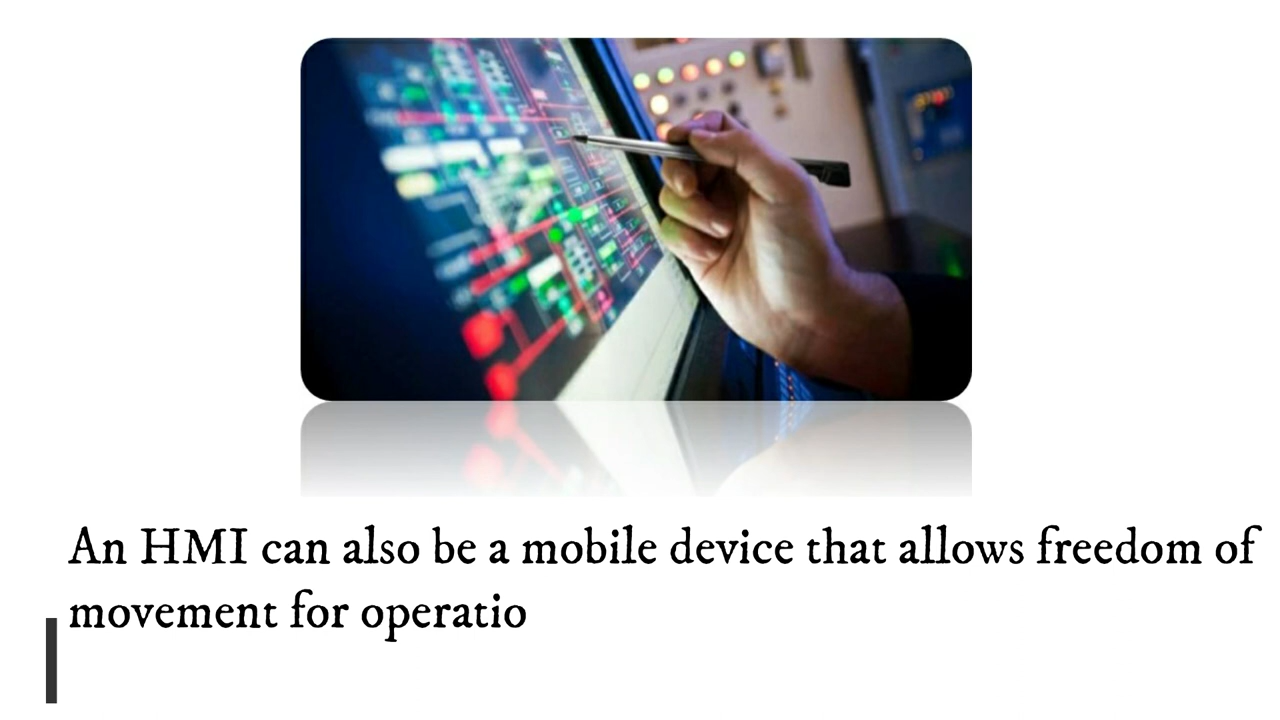 An HMI can also be a mobile device that allows freedom of
movement for operatio